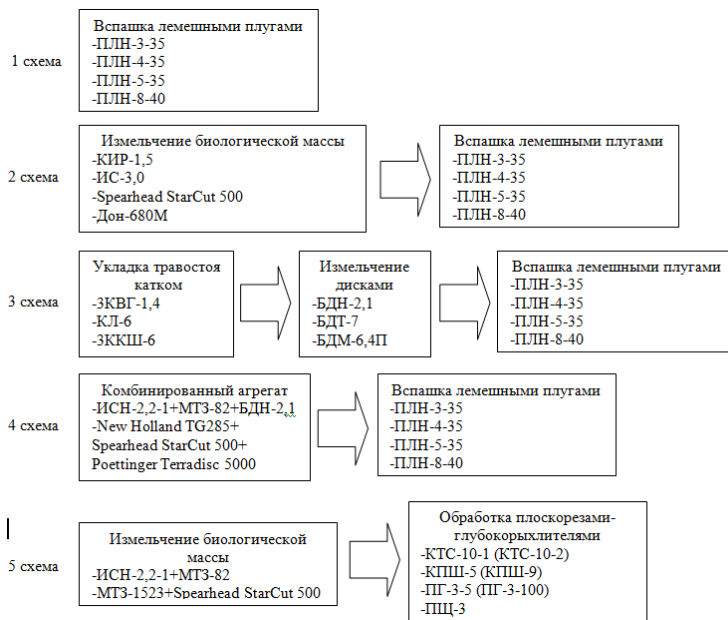 1 схема
Вспашка лемешными плугами
-ПЛН-3-35
-ПЛН-4-35
-ПЛН-5-35
-ПЛН-8-40
2 схема
Измельчение биологической массы
-КИР-1,5
-ИС-3,0
-Spearhead StarCut 500
-Дон-680М
Вспашка лемешными плугами
-ПЛН-3-35
-ПЛН-4-35
-ПЛН-5-35
-ПЛН-8-40
3 схема
Укладка травостоя
катком
-ЗКВГ-1,4
-КЛ-6
-ЗККШ-6
Измельчение
дисками
-БДН-2,1
-БДТ-7
-БДМ-6,4П
Вспашка лемешными плугами
-ПЛН-3-35
-ПЛН-4-35
-ПЛН-5-35
-ПЛН-8-40
4 схема
Комбинированный агрегат
-ИСН-2,2-1+МТЗ-82+БДН-2,1
-New Holland TG285+
Spearhead StarCut 500+
Poettinger Terradisc 5000
Вспашка лемешными плугами
-ПЛН-3-35
-ПЛН-4-35
-ПЛН-5-35
-ПЛН-8-40
5 схема
Измельчение биологической
массы
-ИСН-2,2-1+МТЗ-82
-МТЗ-1523+Spearhead StarCut 500
Обработка плоскорезами-
глубокорыхлителями
-КТС-10-1 (КТС-10-2)
-КПШ-5 (КПШ-9)
-ПГ-3-5 (ПГ-3-100)
-ПЩ-3